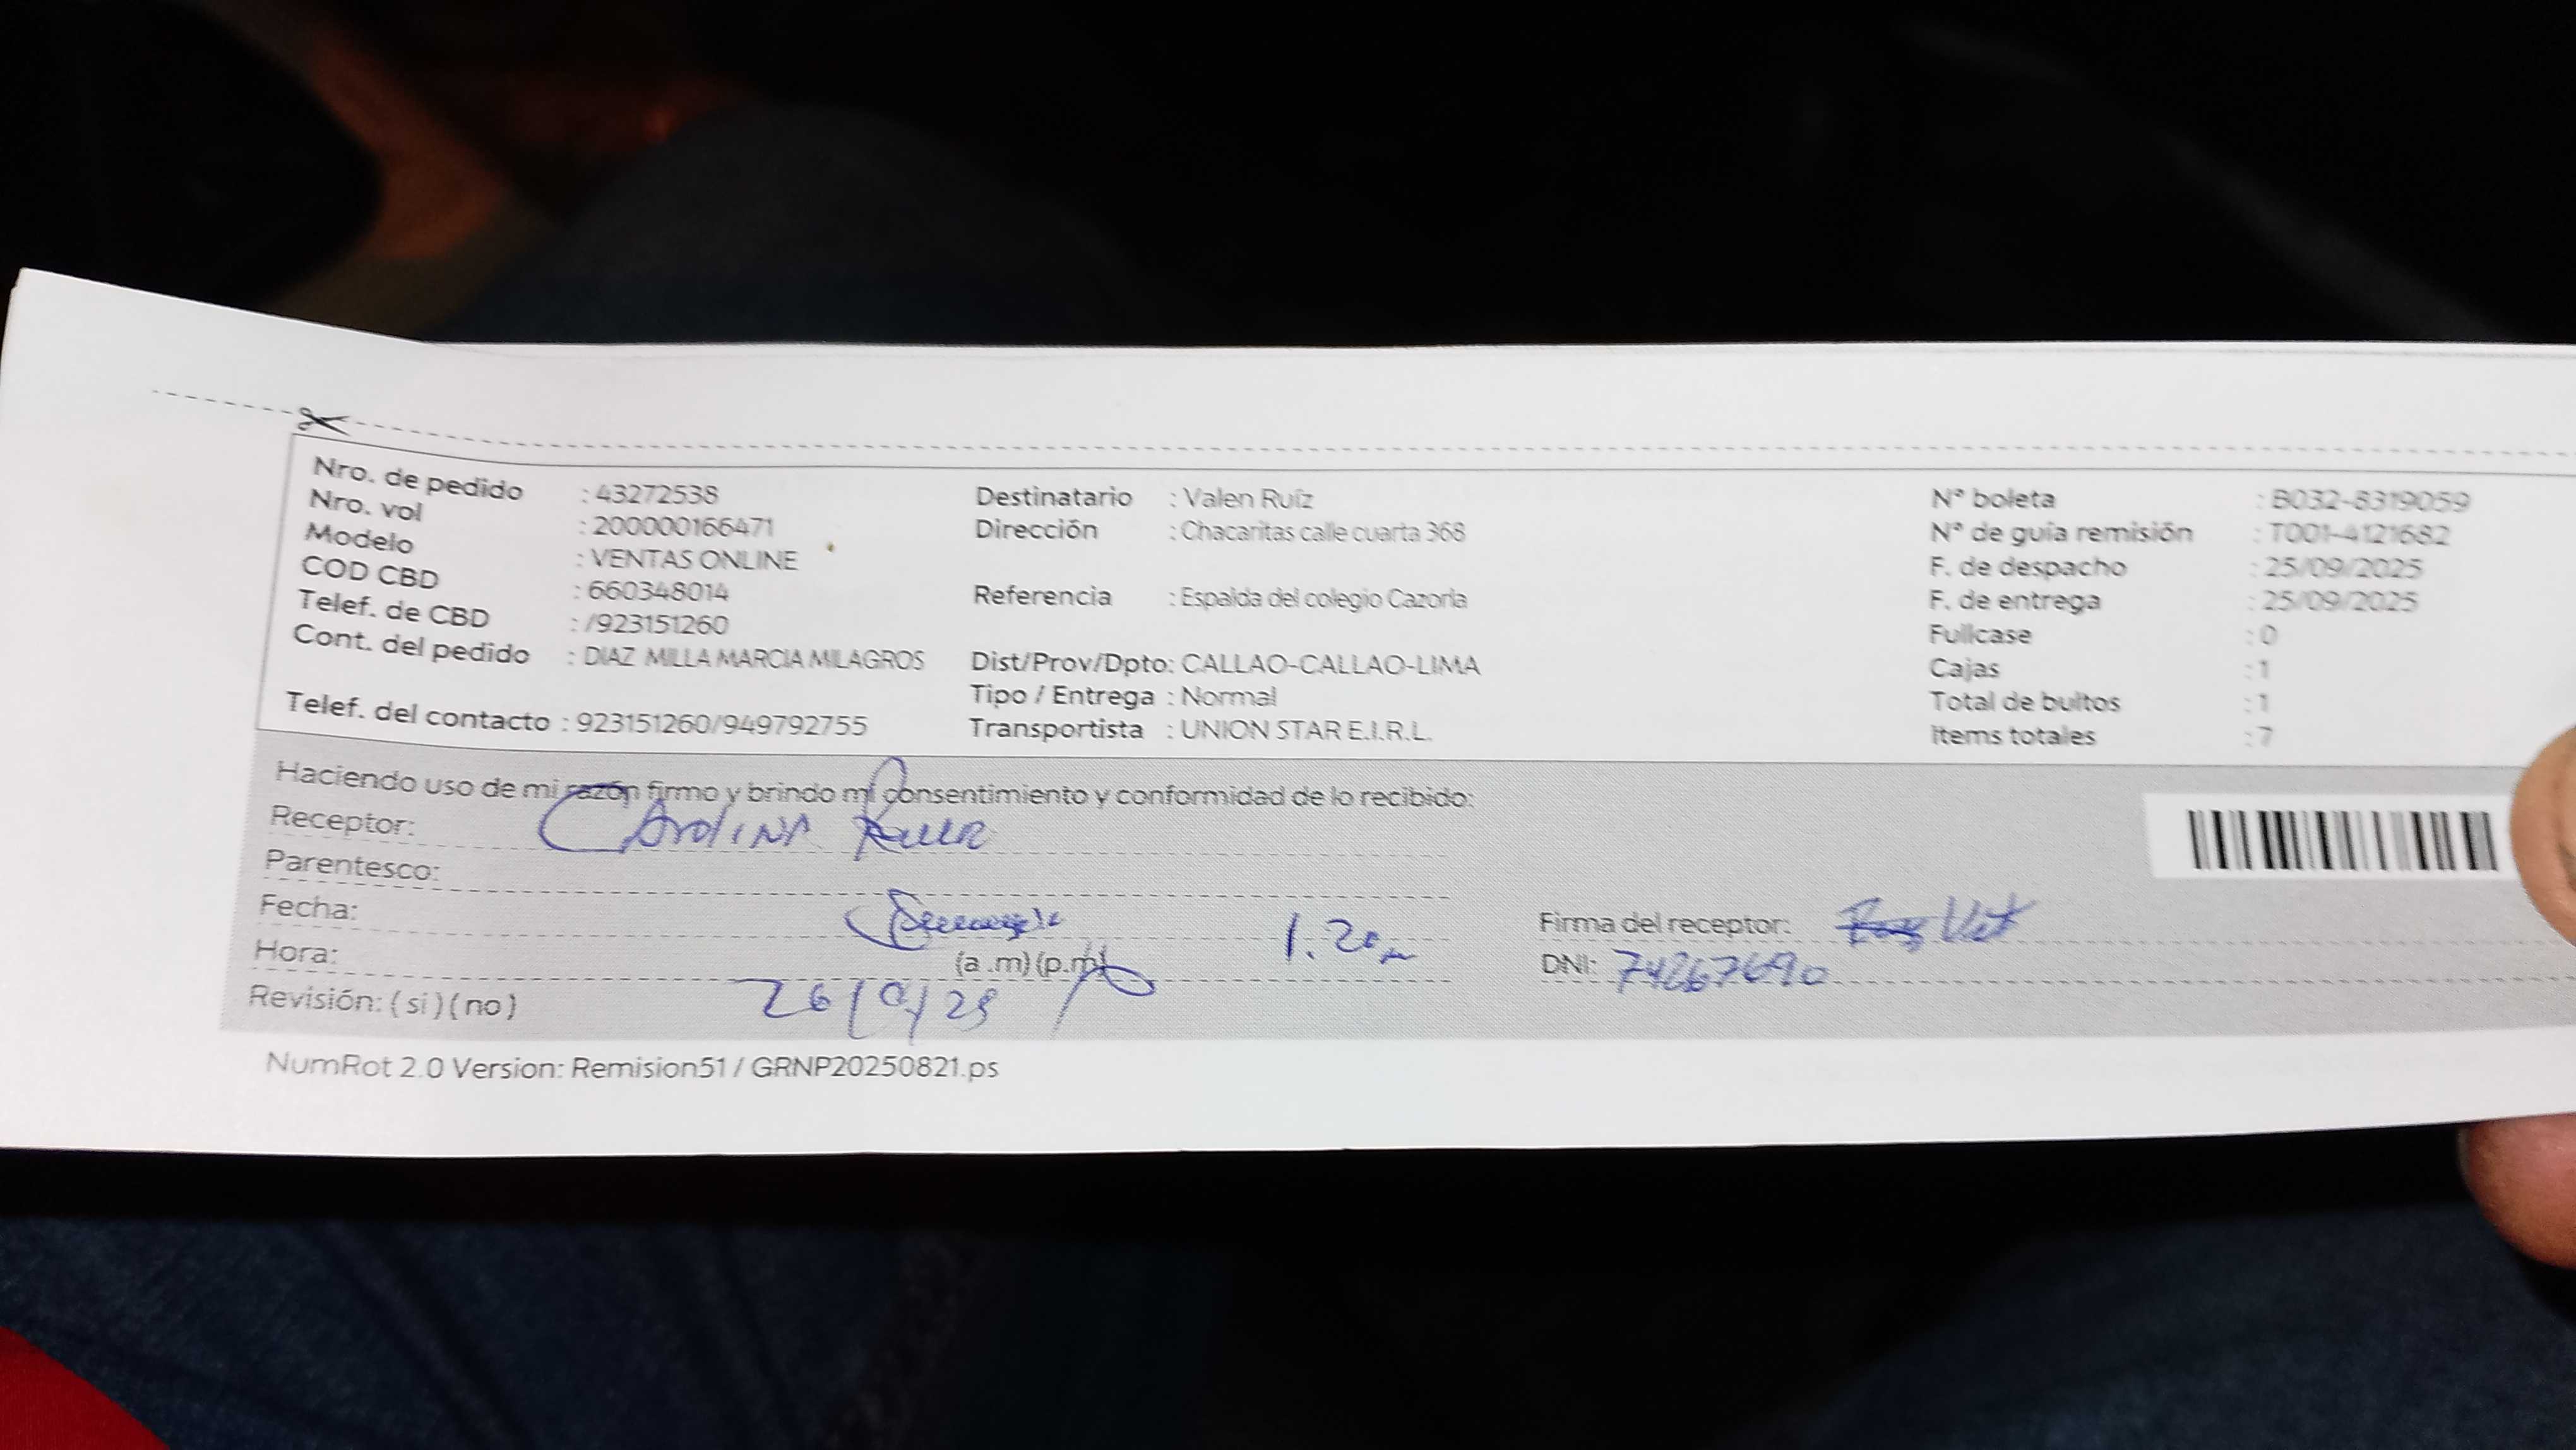 Nro. de pedido : 43272538
Nro. vol : 200000166471
Modelo : VENTAS ONLINE
COD CBD : 660348014
Telef. de CBD : /923151260
Cont. del pedido : DIAZ MILLA MARCIA MILAGROS
Telef. del contacto : 923151260/949792755
Destinatario : Valen Ruíz
Dirección : Chacaritas calle cuarta 368
Referencia : Espalda del colegio Cazorla
Dist/Prov/Dpto: CALLAO-CALLAO-LIMA
Tipo / Entrega : Normal
Transportista : UNION STAR E.I.R.L.
N° boleta : B032-8319059
N° de guía remisión : T001-4121682
F. de despacho : 25/09/2025
F. de entrega : 25/09/2025
Fullcase : 0
Cajas : 1
Total de bultos : 1
Items totales : 7
Haciendo uso de mi razón firmo y brindo mi consentimiento y conformidad de lo recibido:
Receptor: CArolINA
Parentesco:
Fecha:
Hora: (a .m) (p.m) 1.20
Revisión: ( si ) ( no )
Firma del receptor:
DNI:
NumRot 2.0 Version: Remision51 / GRNP20250821.ps